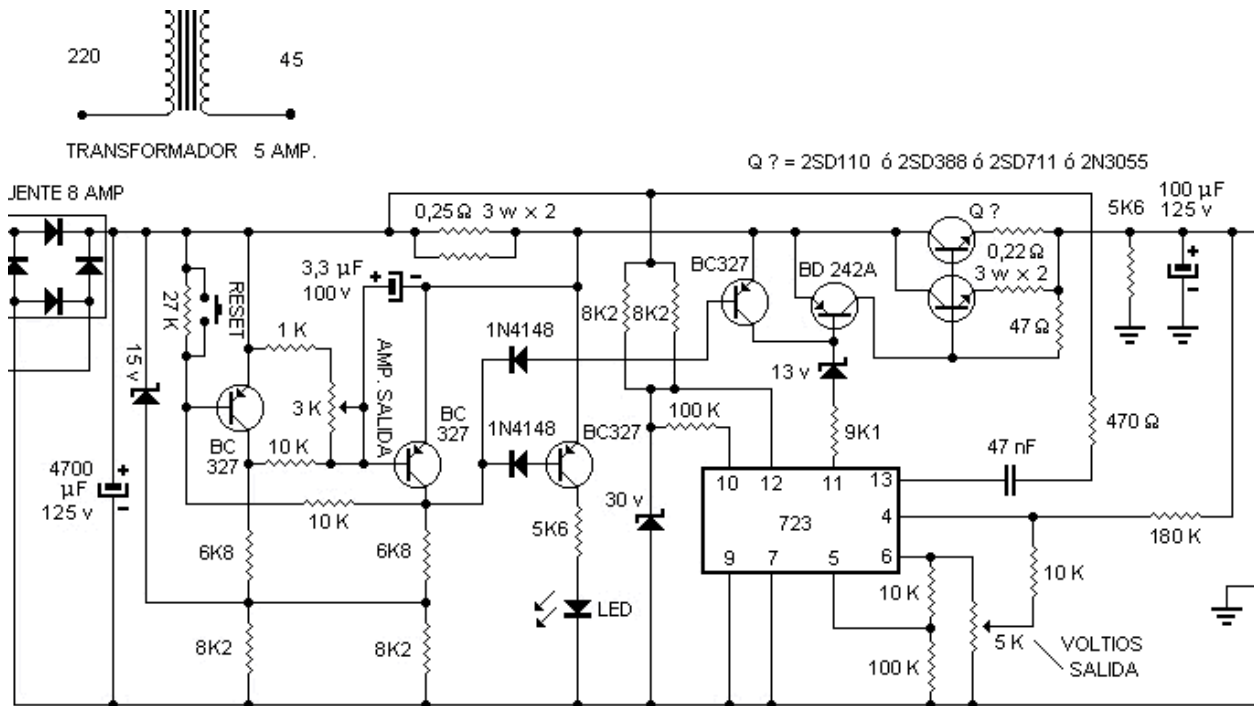 220
45
TRANSFORMADOR 5 AMP.
Q ? = 2SD110 ó 2SD388 ó 2SD711 ó 2N3055
JENTE 8 AMP
0,25 Ω 3 w × 2
Q ?
5K6
100 µF
125 v
3,3 µF
100 v
BC327
BD 242A
0,22Ω
3 w × 2
27 K
RESET
1 K
8K2
8K2
47 Ω
15 v
1N4148
AMP. SALIDA
13 v
3 K
BC
327
BC
327
1N4148
BC327
100 K
9K1
470 Ω
10 K
47 nF
4700
µF
125 v
10 K
30 v
10
12
11
13
723
4
6
9
7
5
180 K
5K6
6K8
6K8
10 K
10 K
LED
8K2
8K2
5 K
VOLTIOS
SALIDA
100 K